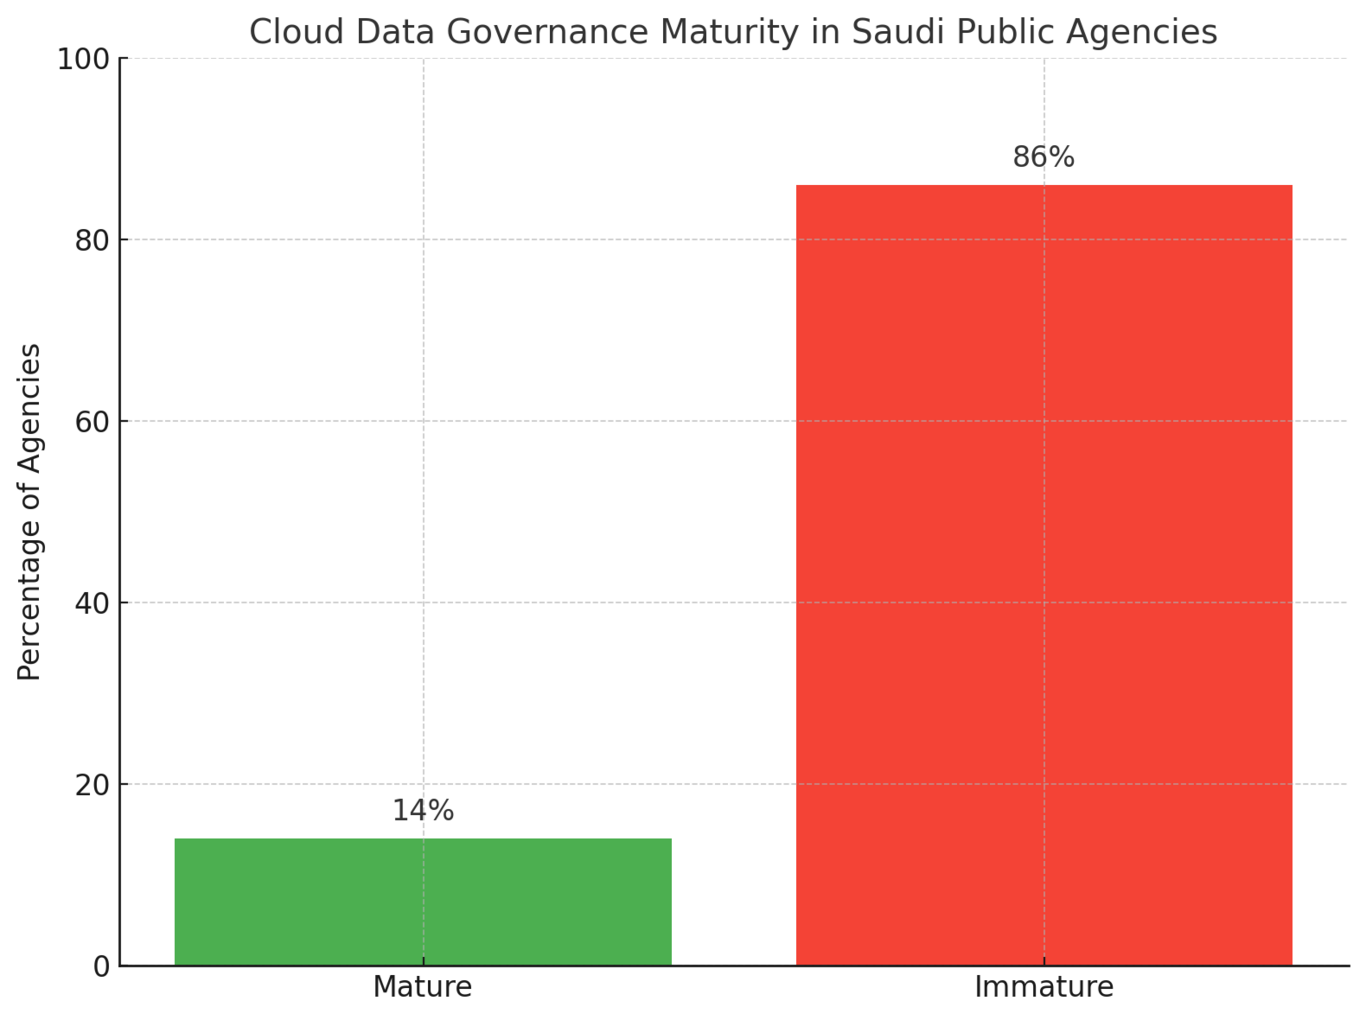 Cloud Data Governance Maturity in Saudi Public Agencies
Percentage of Agencies
100
80
60
40
20
0
14%
86%
Mature
Immature